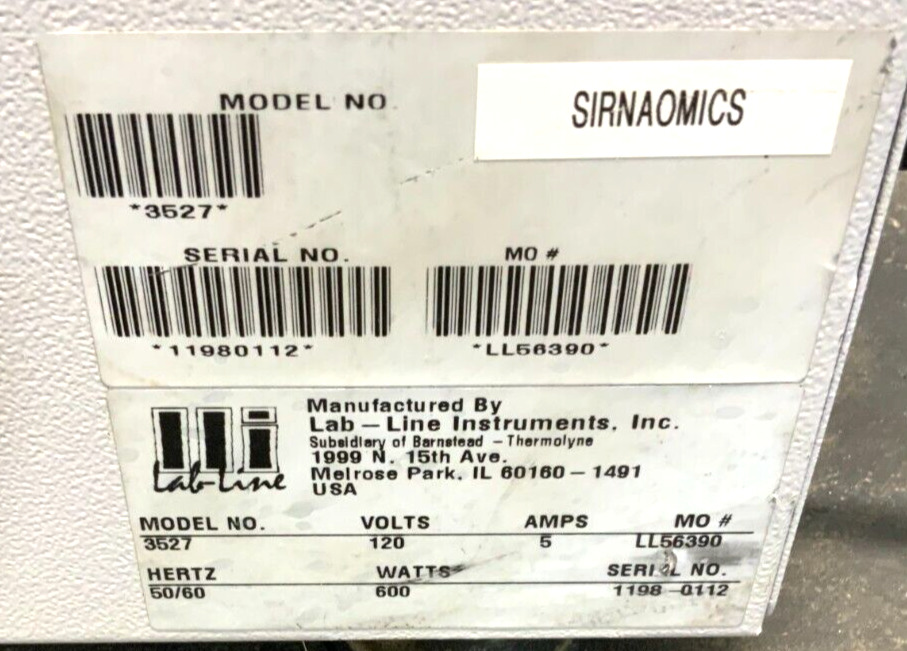 MODEL NO.
SIRNAOMICS
*3527*
SERIAL NO. MO #
*11980112* *LL56390*
Lab-Line
Manufactured By
Lab-Line Instruments, Inc.
Subsidiary of Barnstead-Thermolyne
1999 N. 15th Ave.
Melrose Park, IL 60160-1491
USA
MODEL NO. VOLTS AMPS MO #
3527 120 5 LL56390
HERTZ WATTS SERIAL NO.
50/60 600 1198-0112